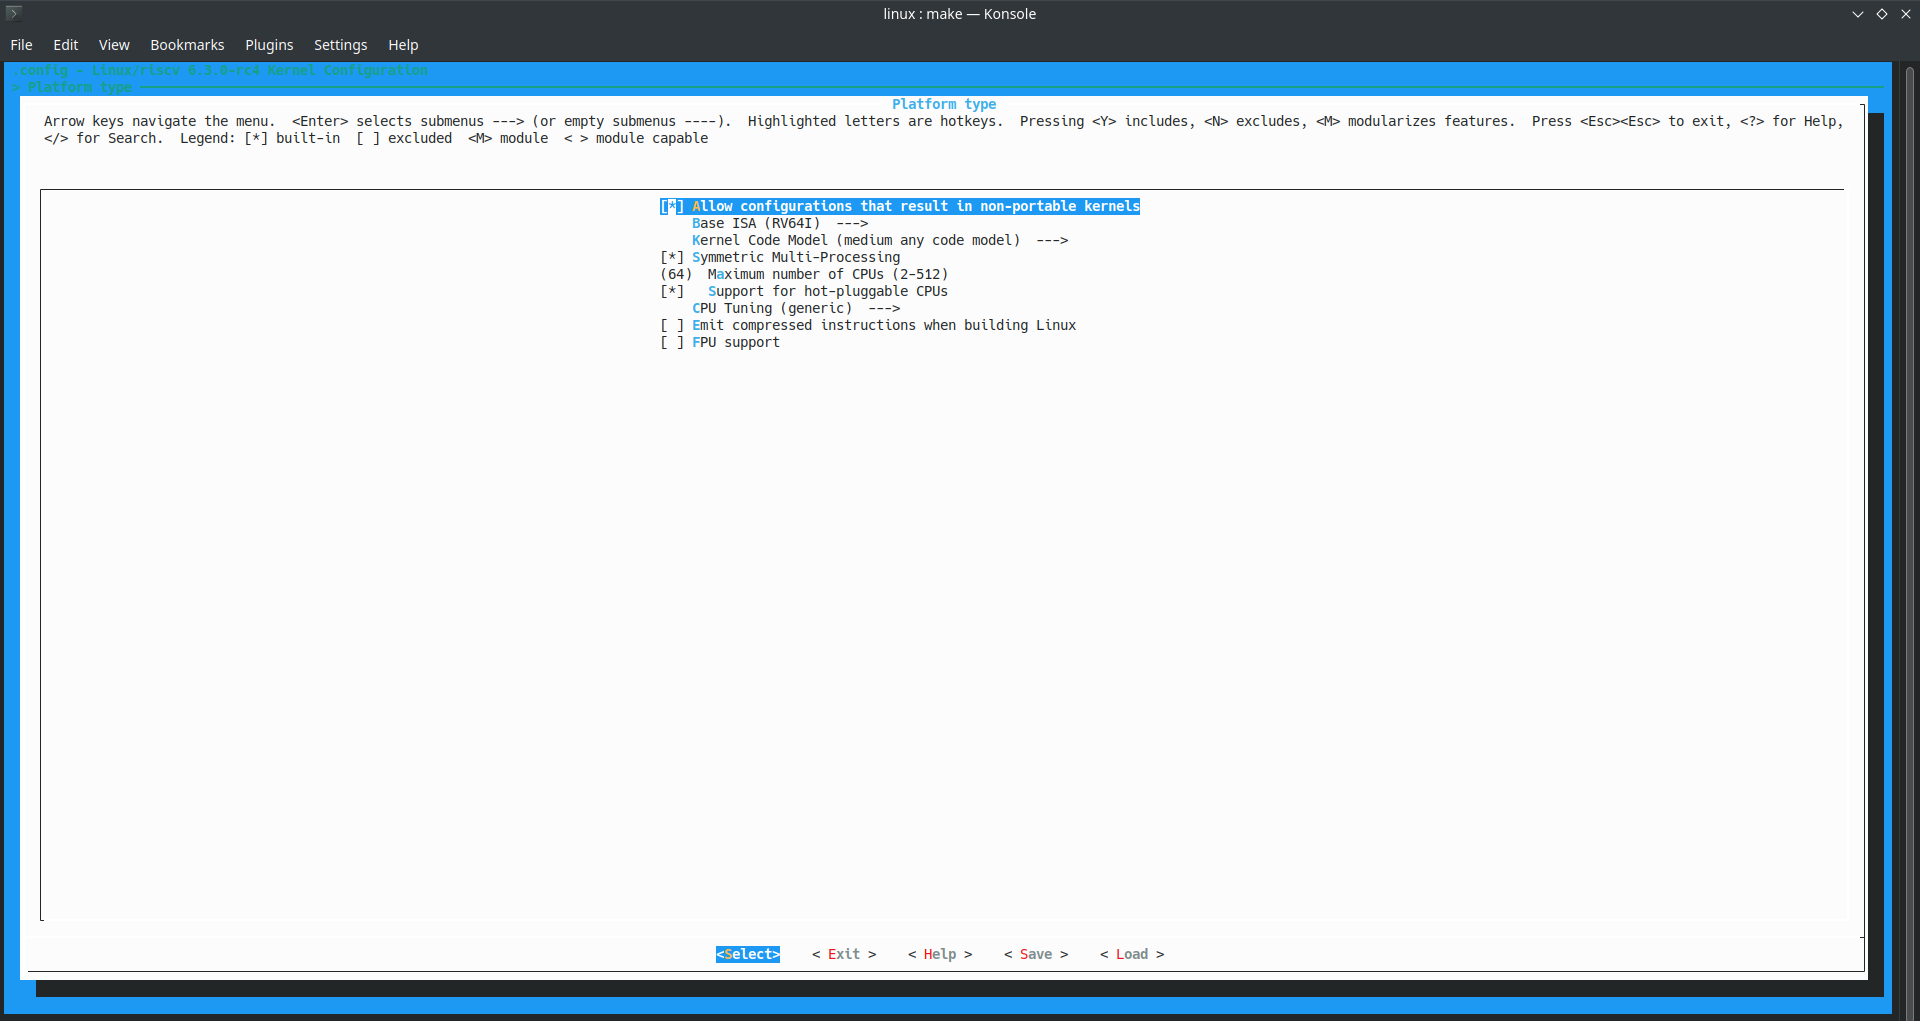 linux : make — Konsole
File Edit View Bookmarks Plugins Settings Help
.config - Linux/riscv 6.3.0-rc4 Kernel Configuration
> Platform type
Platform type
Arrow keys navigate the menu.  <Enter> selects submenus ---> (or empty submenus ----).  Highlighted letters are hotkeys.  Pressing <Y> includes, <N> excludes, <M> modularizes features.  Press <Esc><Esc> to exit, <?> for Help,
</> for Search.  Legend: [*] built-in  [ ] excluded  <M> module  < > module capable
[*] Allow configurations that result in non-portable kernels
Base ISA (RV64I)  --->
Kernel Code Model (medium any code model)  --->
[*] Symmetric Multi-Processing
(64)  Maximum number of CPUs (2-512)
[*]   Support for hot-pluggable CPUs
CPU Tuning (generic)  --->
[ ] Emit compressed instructions when building Linux
[ ] FPU support
<Select>    < Exit >    < Help >    < Save >    < Load >